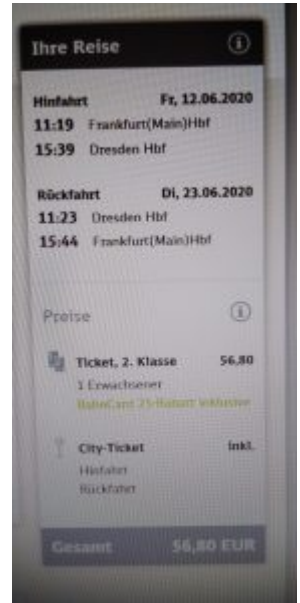 Ihre Reise
Hinfahrt Fr, 12.06.2020
11:19 Frankfurt(Main)Hbf
15:39 Dresden Hbf
Rückfahrt Di, 23.06.2020
11:23 Dresden Hbf
15:44 Frankfurt(Main)Hbf
Preise
Ticket, 2. Klasse 56,80
1 Erwachsener
BahnCard 25-Rabatt inklusive
City-Ticket inkl.
Hinfahrt
Rückfahrt
Gesamt 56,80 EUR